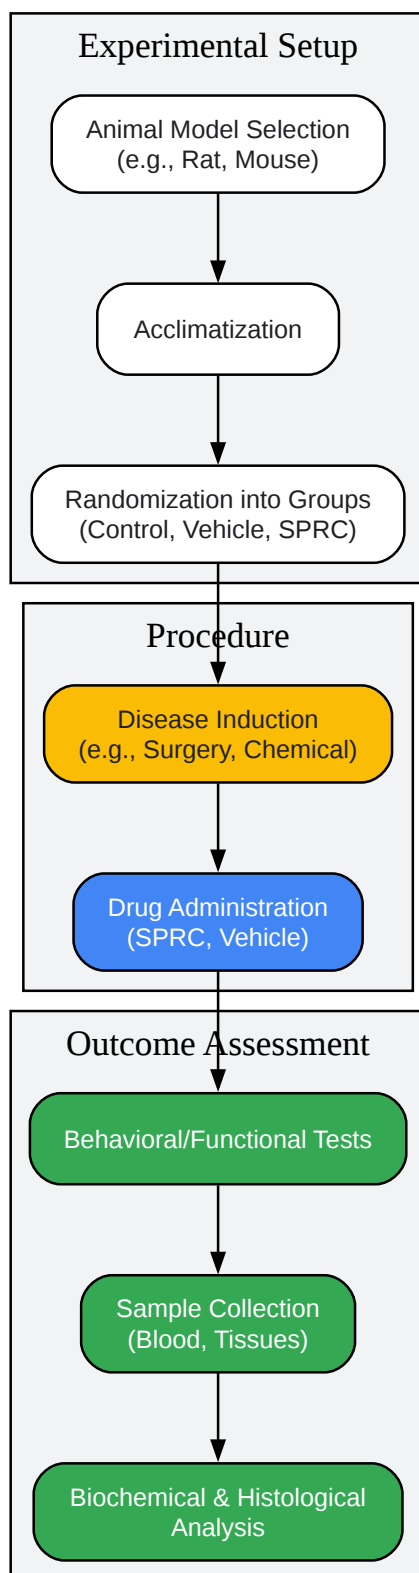 Experimental Setup
Animal Model Selection
(e.g., Rat, Mouse)
Acclimatization
Randomization into Groups
(Control, Vehicle, SPRC)
Procedure
Disease Induction
(e.g., Surgery, Chemical)
Drug Administration
(SPRC, Vehicle)
Outcome Assessment
Behavioral/Functional Tests
Sample Collection
(Blood, Tissues)
Biochemical & Histological
Analysis